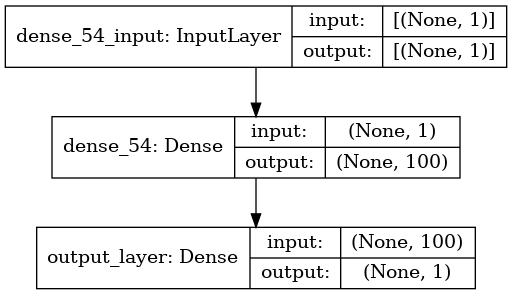 dense_54_input: InputLayer
input:
[(None, 1)]
output:
[(None, 1)]
dense_54: Dense
input:
(None, 1)
output:
(None, 100)
output_layer: Dense
input:
(None, 100)
output:
(None, 1)